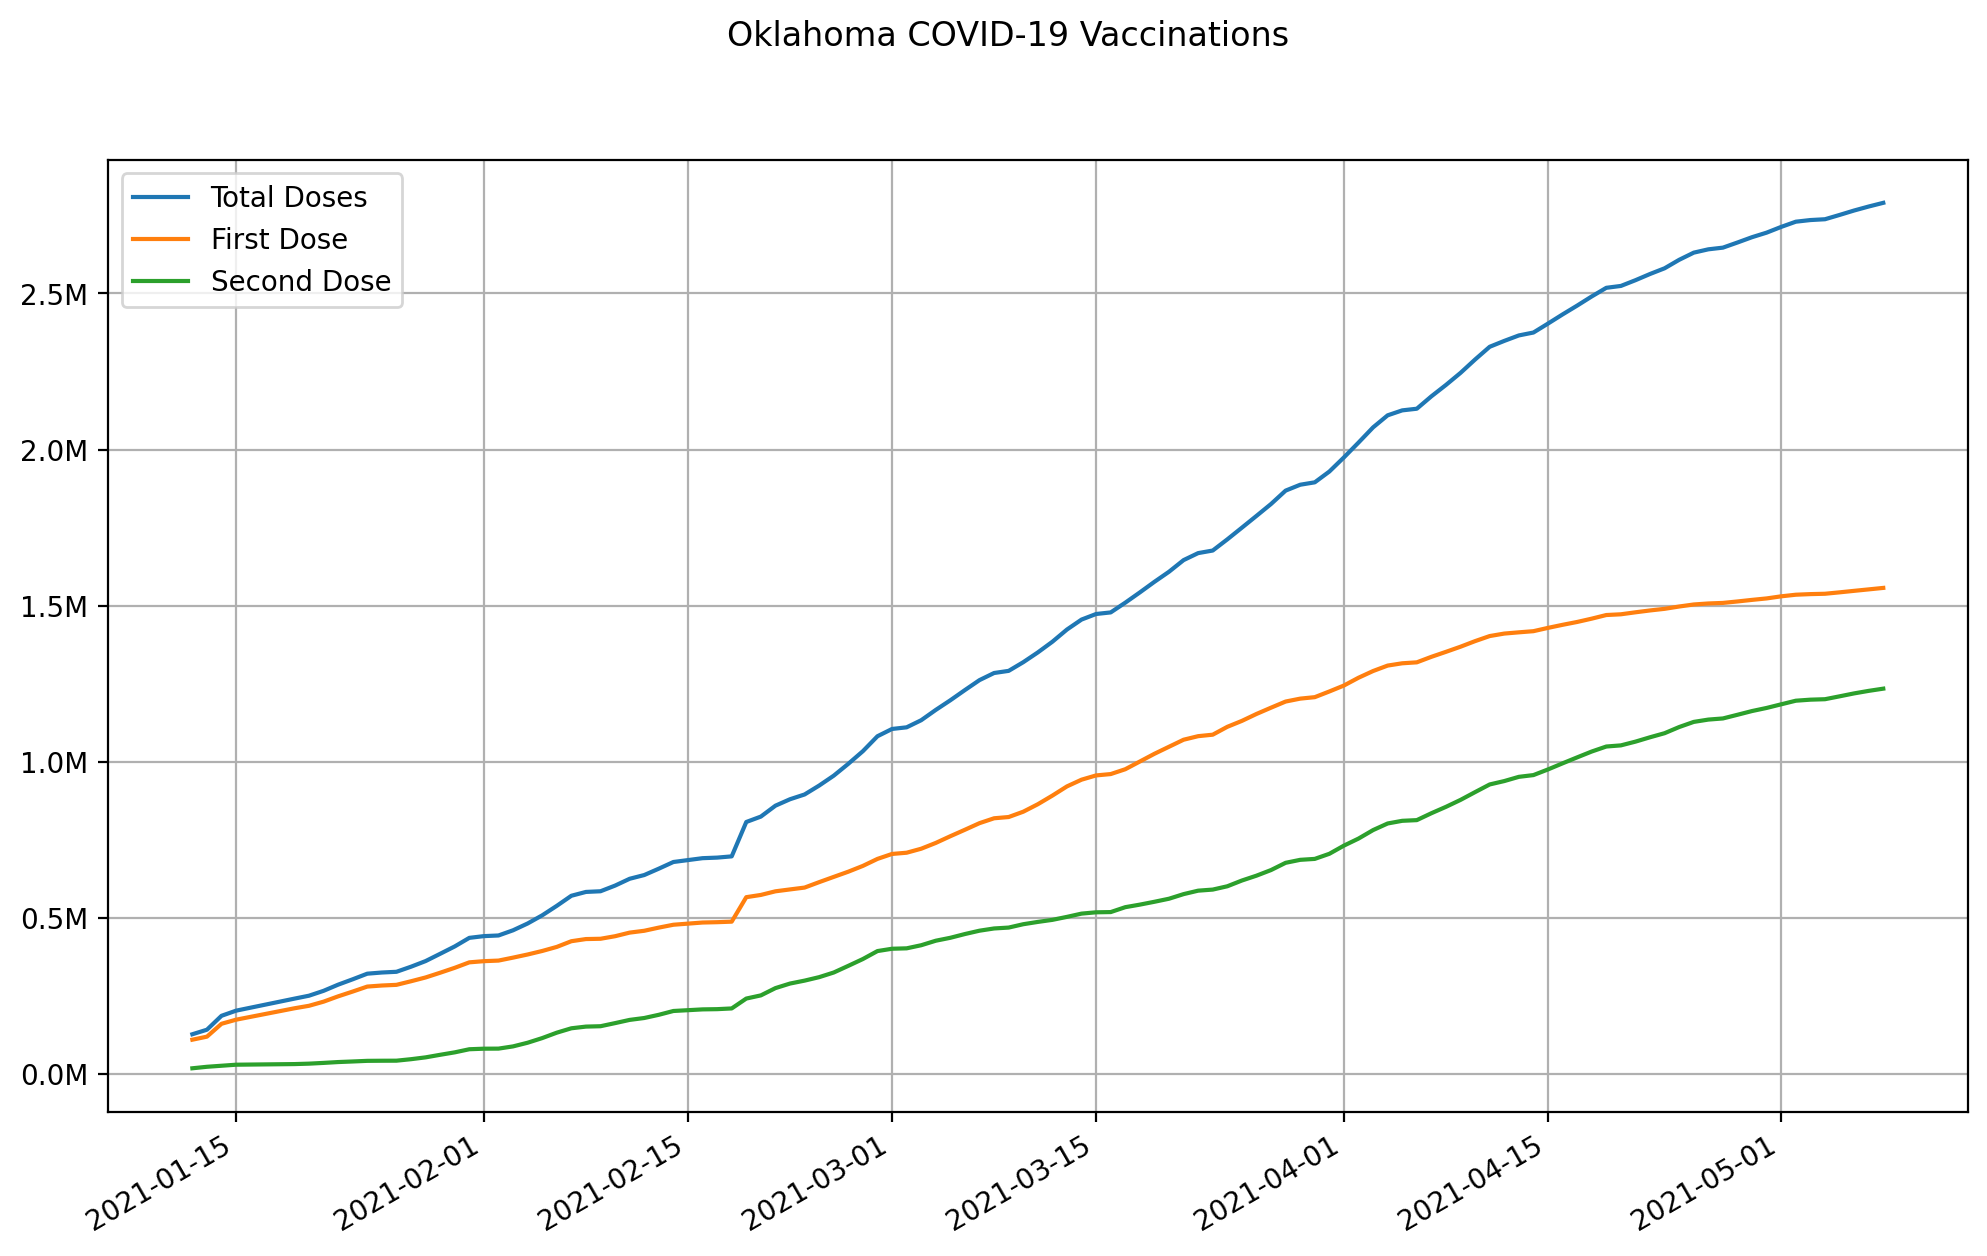 Oklahoma COVID-19 Vaccinations
Total Doses
First Dose
Second Dose
2.5M
2.0M
1.5M
1.0M
0.5M
0.0M
2021-01-15
2021-02-01
2021-02-15
2021-03-01
2021-03-15
2021-04-01
2021-04-15
2021-05-01